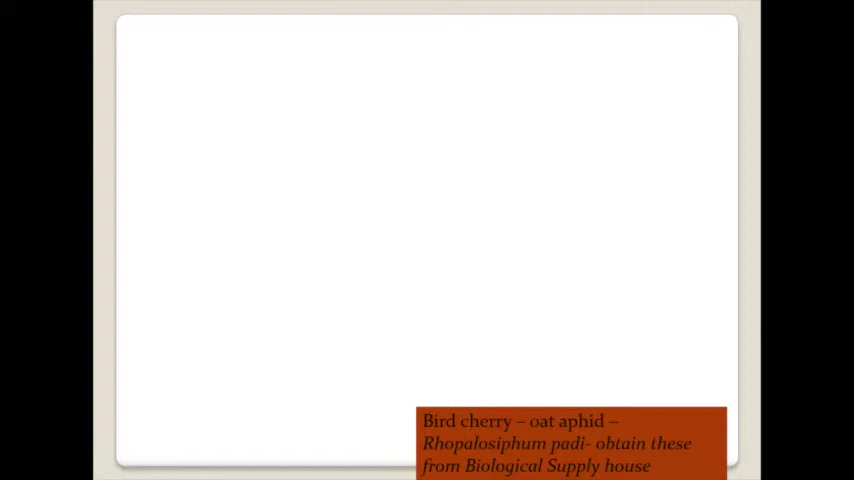 Bird cherry – oat aphid –
Rhopalosiphum padi- obtain these
from Biological Supply house